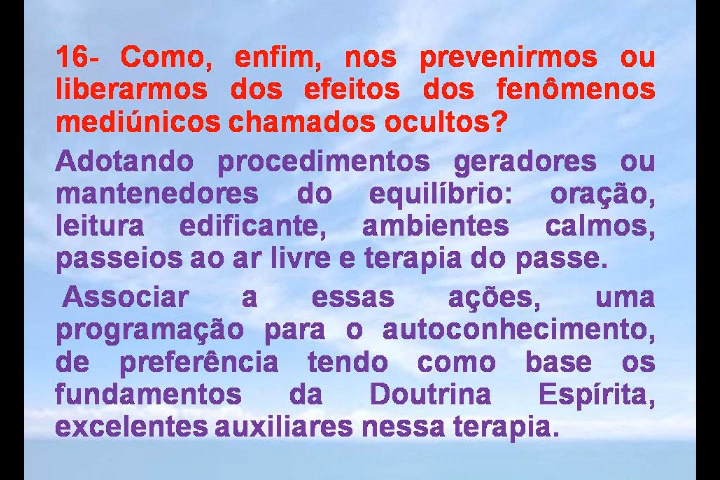 16- Como, enfim, nos prevenirmos ou
liberarmos dos efeitos dos fenômenos
mediúnicos chamados ocultos?
Adotando procedimentos geradores ou
mantenedores do equilíbrio: oração,
leitura edificante, ambientes calmos,
passeios ao ar livre e terapia do passe.
Associar a essas ações, uma
programação para o autoconhecimento,
de preferência tendo como base os
fundamentos da Doutrina Espírita,
excelentes auxiliares nessa terapia.